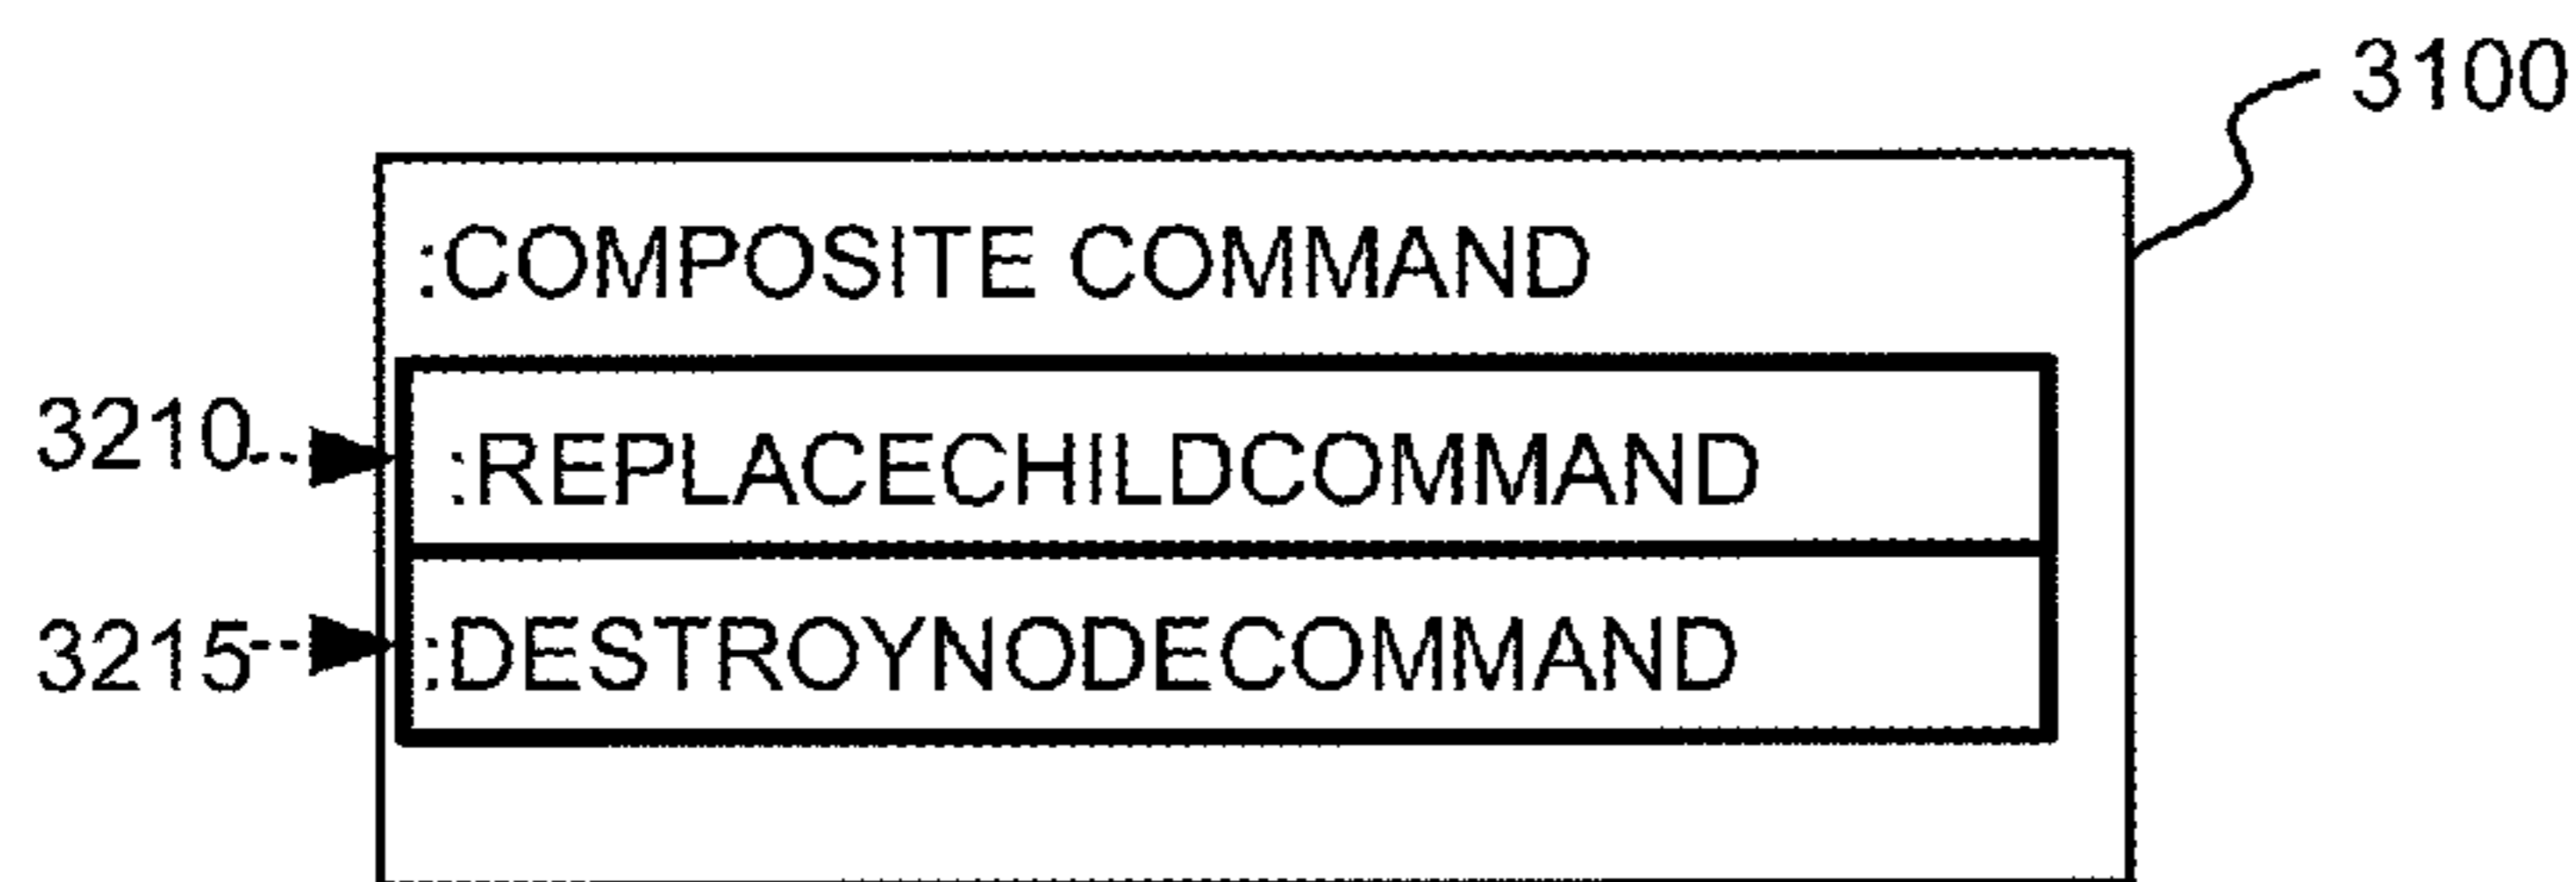 3100
:COMPOSITE COMMAND
3210 :REPLACECHILDCOMMAND
3215 :DESTROYNODECOMMAND